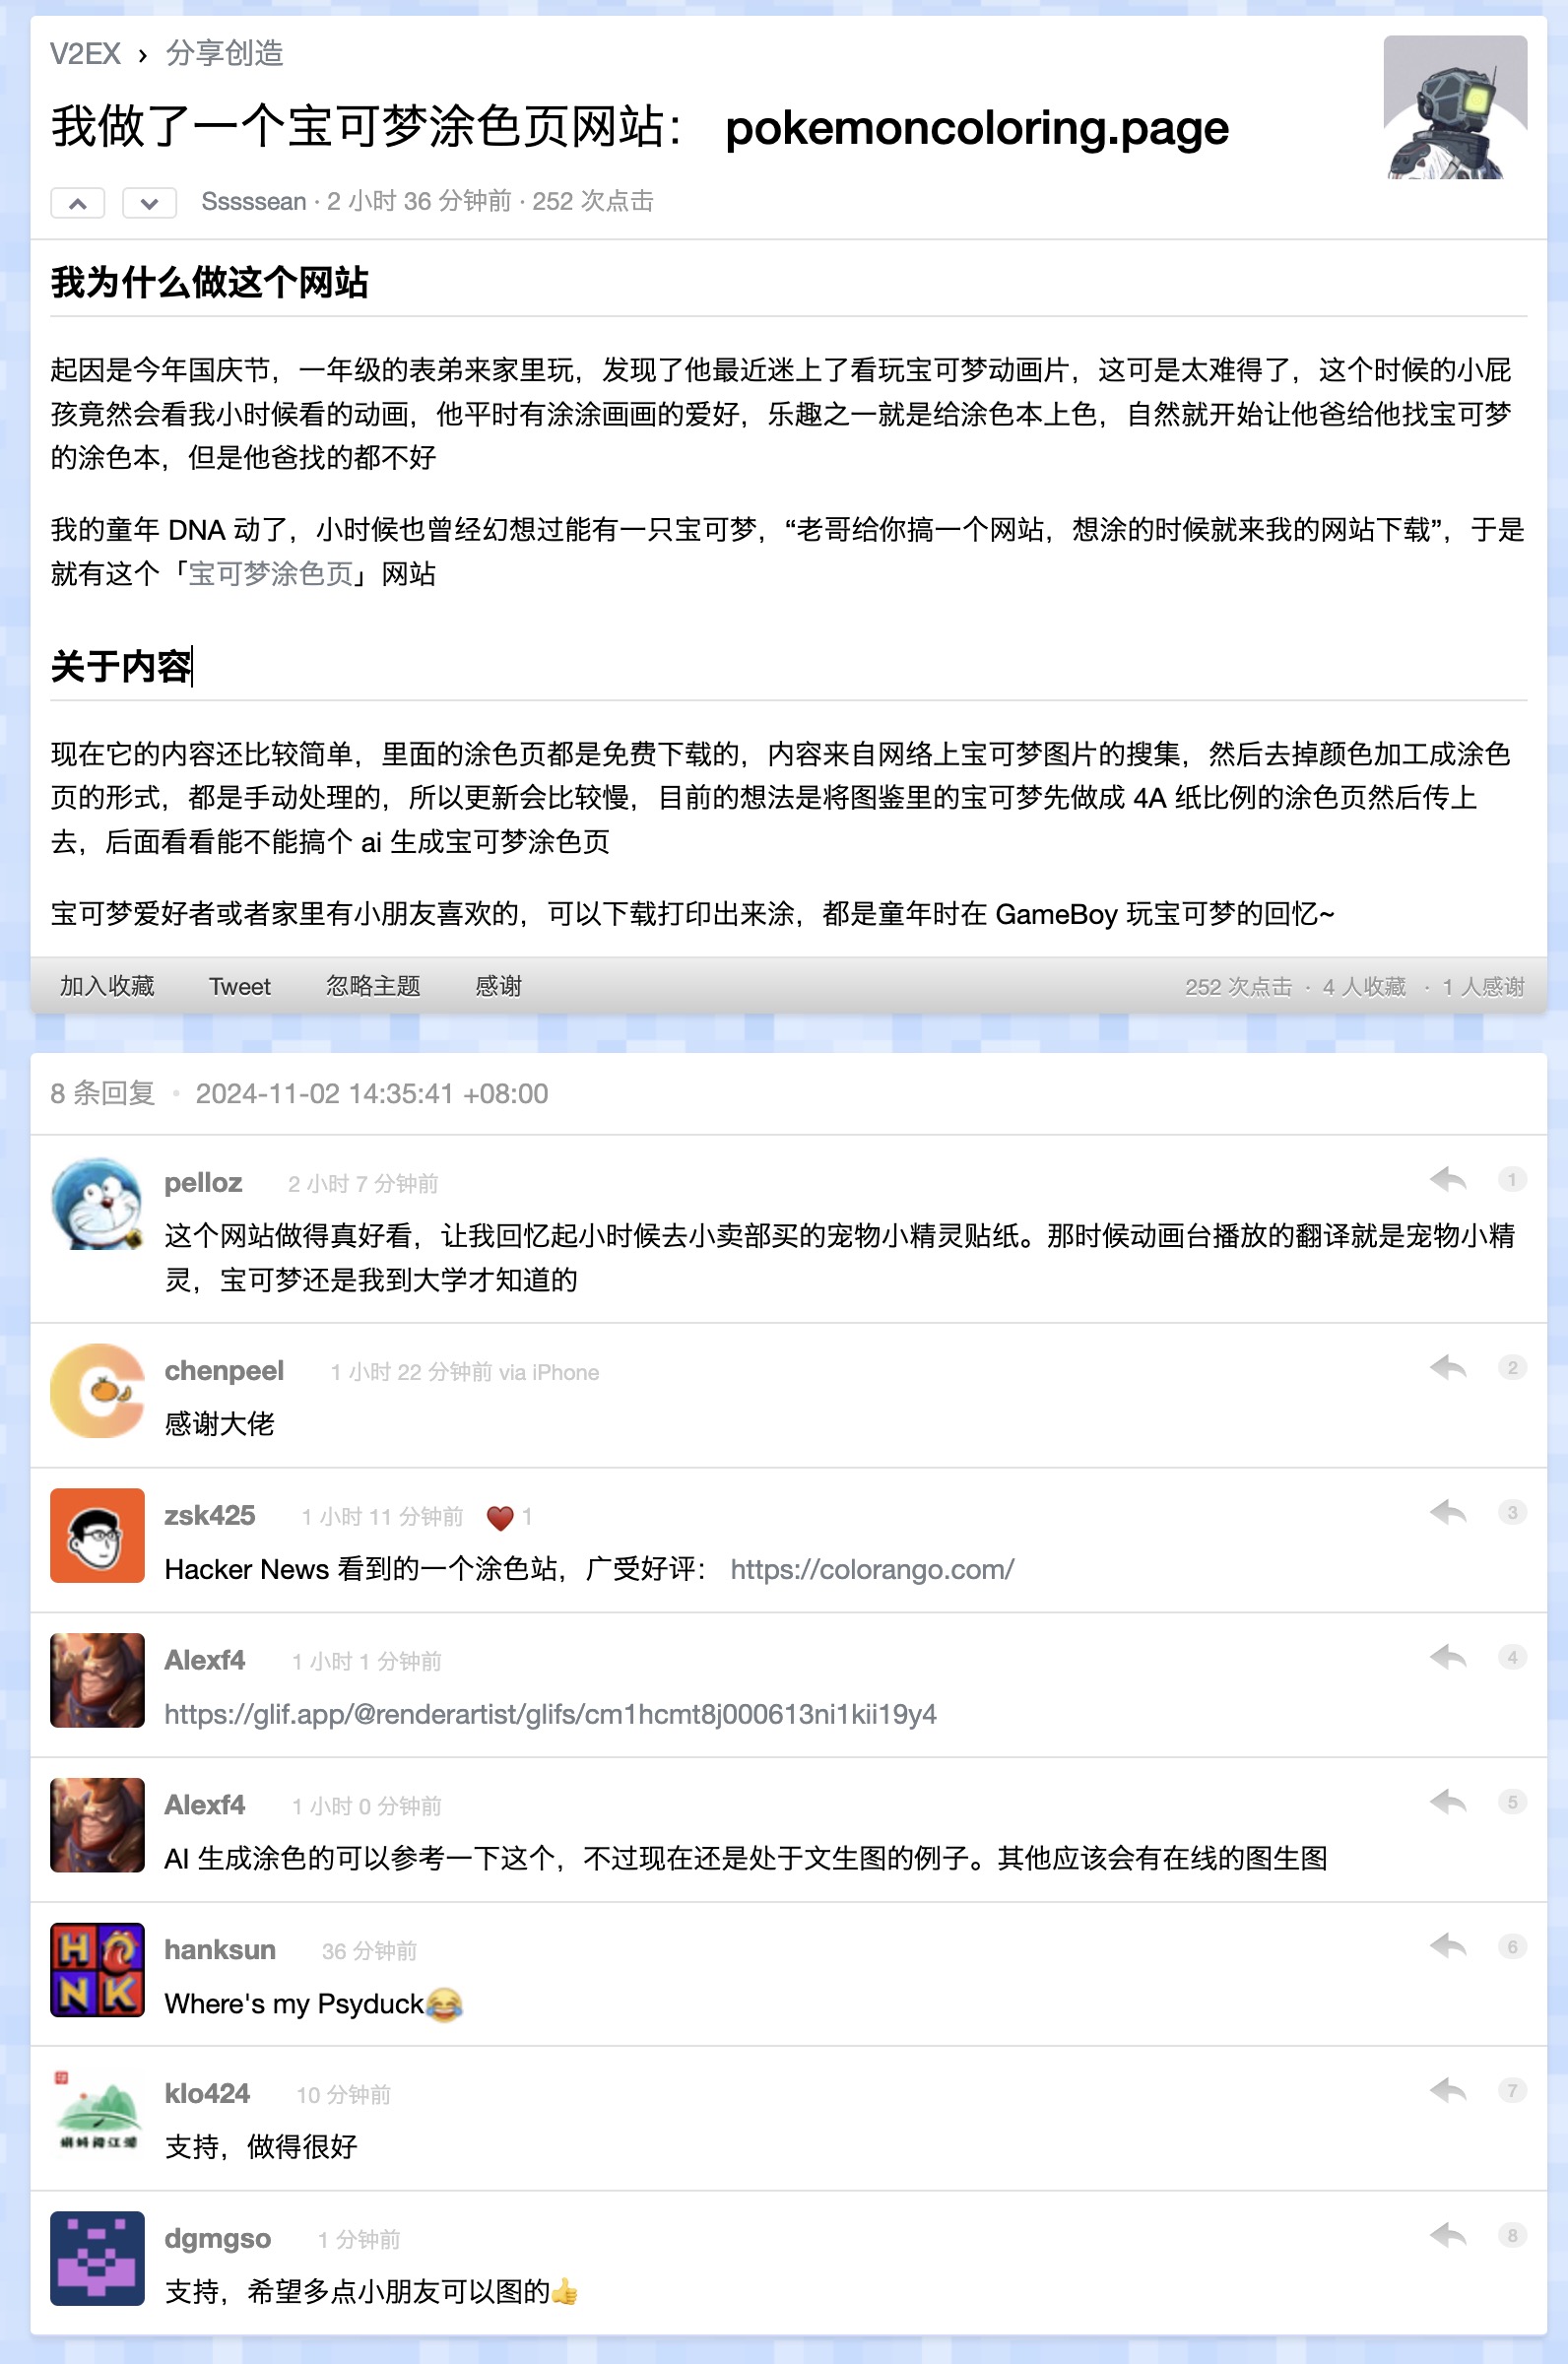 V2EX › 分享创造
我做了一个宝可梦涂色页网站： pokemoncoloring.page
Sssssean · 2 小时 36 分钟前 · 252 次点击
我为什么做这个网站
起因是今年国庆节，一年级的表弟来家里玩，发现了他最近迷上了看玩宝可梦动画片，这可是太难得了，这个时候的小屁
孩竟然会看我小时候看的动画，他平时有涂涂画画的爱好，乐趣之一就是给涂色本上色，自然就开始让他爸给他找宝可梦
的涂色本，但是他爸找的都不好
我的童年 DNA 动了，小时候也曾经幻想过能有一只宝可梦，“老哥给你搞一个网站，想涂的时候就来我的网站下载”，于是
就有这个「宝可梦涂色页」网站
关于内容
现在它的内容还比较简单，里面的涂色页都是免费下载的，内容来自网络上宝可梦图片的搜集，然后去掉颜色加工成涂色
页的形式，都是手动处理的，所以更新会比较慢，目前的想法是将图鉴里的宝可梦先做成 4A 纸比例的涂色页然后传上
去，后面看看能不能搞个 ai 生成宝可梦涂色页
宝可梦爱好者或者家里有小朋友喜欢的，可以下载打印出来涂，都是童年时在 GameBoy 玩宝可梦的回忆~
加入收藏 Tweet 忽略主题 感谢 252 次点击 · 4 人收藏 · 1 人感谢
8 条回复 • 2024-11-02 14:35:41 +08:00
pelloz 2 小时 7 分钟前 1
这个网站做得真好看，让我回忆起小时候去小卖部买的宠物小精灵贴纸。那时候动画台播放的翻译就是宠物小精
灵，宝可梦还是我到大学才知道的
chenpeel 1 小时 22 分钟前 via iPhone 2
感谢大佬
zsk425 1 小时 11 分钟前 ❤️ 1 3
Hacker News 看到的一个涂色站，广受好评： https://colorango.com/
Alexf4 1 小时 1 分钟前 4
https://glif.app/@renderartist/glifs/cm1hcmt8j000613ni1kii19y4
Alexf4 1 小时 0 分钟前 5
AI 生成涂色的可以参考一下这个，不过现在还是处于文生图的例子。其他应该会有在线的图生图
HONK
hanksun 36 分钟前 6
Where's my Psyduck😂
klo424 10 分钟前 7
支持，做得很好
dgmgso 1 分钟前 8
支持，希望多点小朋友可以图的👍